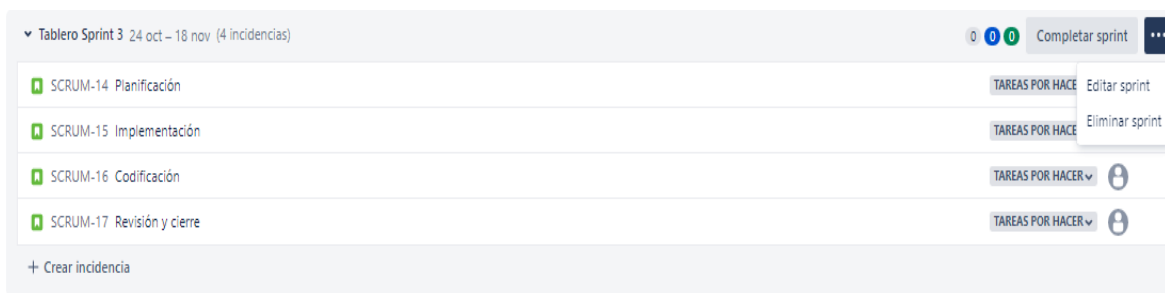 Tablero Sprint 3 24 oct – 18 nov (4 incidencias) 0 0 0 Completar sprint ...
SCRUM-14 Planificación TAREAS POR HACE Editar sprint
SCRUM-15 Implementación TAREAS POR HACE Eliminar sprint
SCRUM-16 Codificación TAREAS POR HACER
SCRUM-17 Revisión y cierre TAREAS POR HACER
+ Crear incidencia